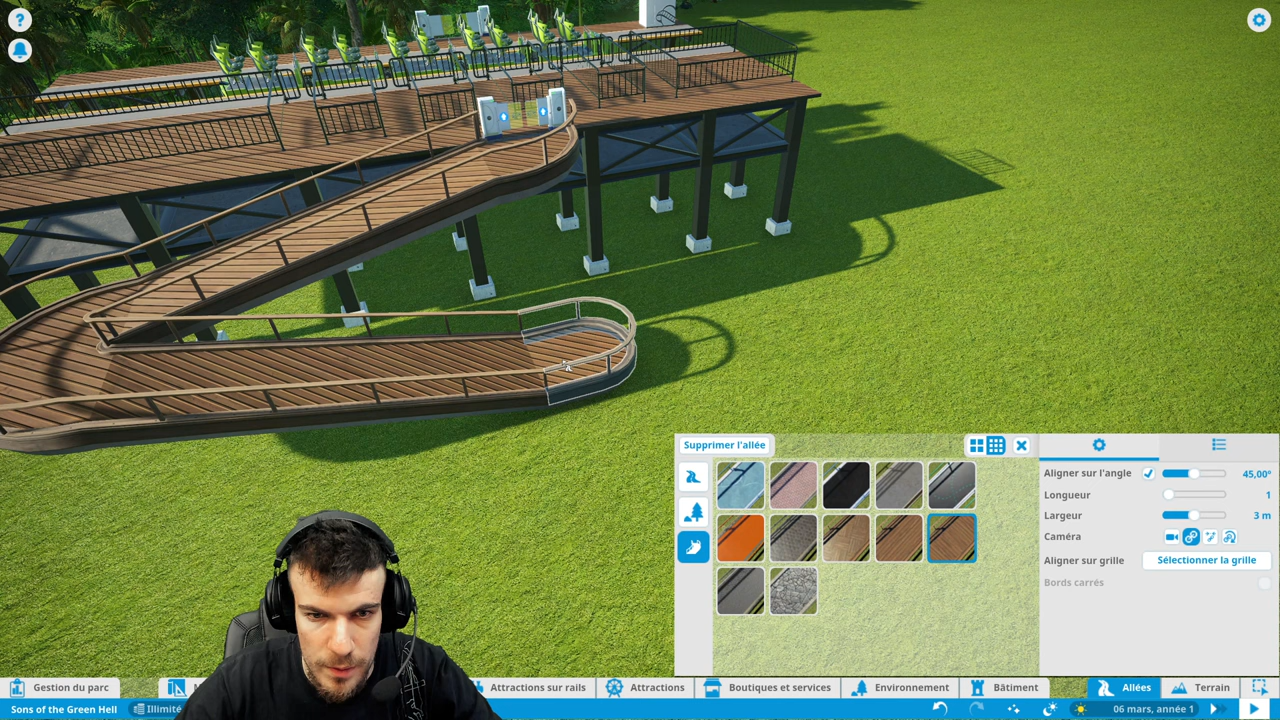 ?
Supprimer l'allée
Aligner sur l'angle 45,00°
Longueur 1
Largeur 3 m
Caméra
Aligner sur grille Sélectionner la grille
Bords carrés
Gestion du parc
Attractions sur rails
Attractions
Boutiques et services
Environnement
Bâtiment
Allées
Terrain
Sons of the Green Hell
Illimité
06 mars, année 1